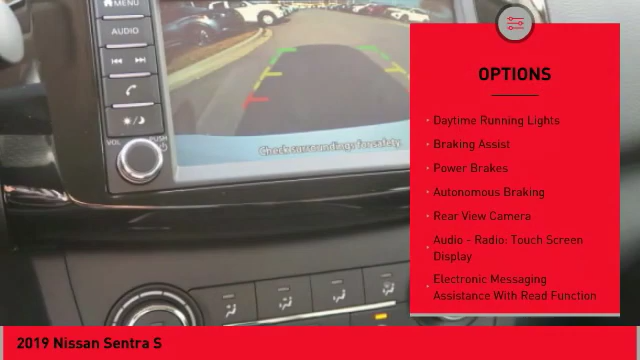 MENU
AUDIO
VOL
PUSH
Check surroundings for safety.
OPTIONS
Daytime Running Lights
Braking Assist
Power Brakes
Autonomous Braking
Rear View Camera
Audio - Radio: Touch Screen
Display
Electronic Messaging
Assistance With Read Function
2019 Nissan Sentra S